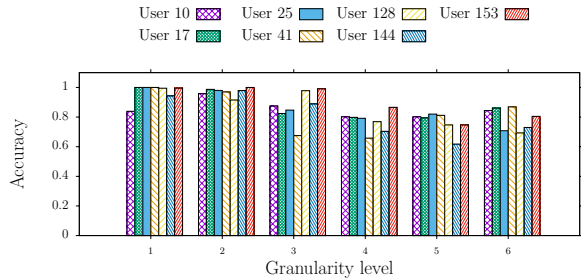 User 10 User 25 User 128 User 153
User 17 User 41 User 144
1
0.8
0.6
0.4
0.2
0
Accuracy
1 2 3 4 5 6
Granularity level